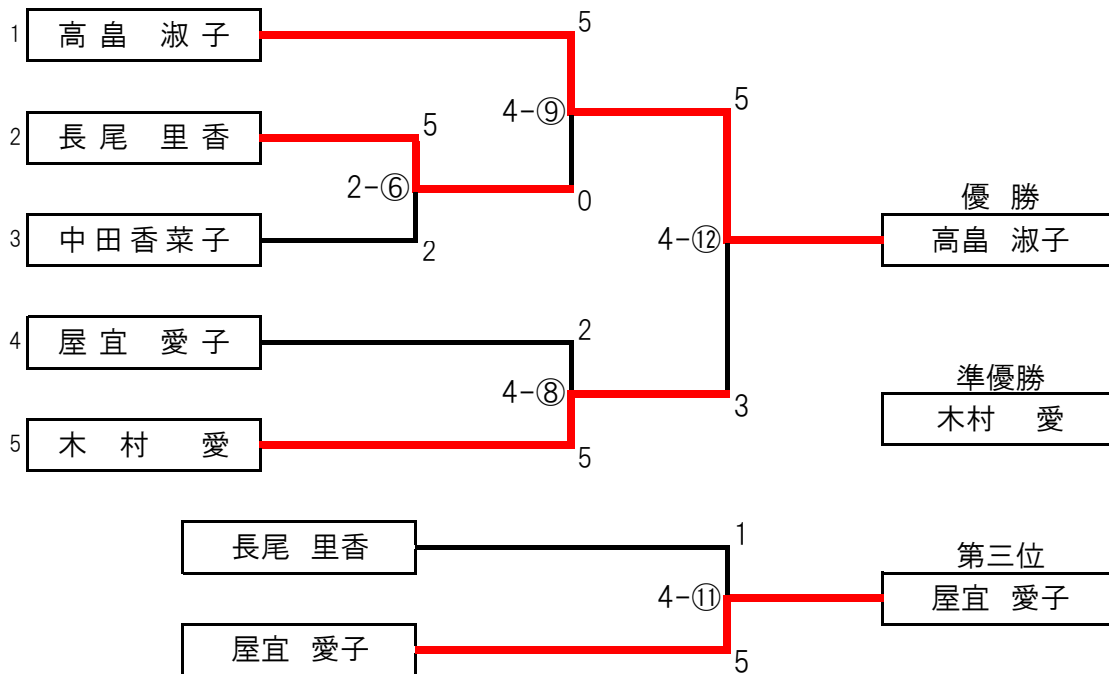 1 高畠 淑子 5
4-⑨ 5
2 長尾 里香 5
2-⑥ 0
優 勝
3 中田香菜子 2
4-⑫ 高畠 淑子
4 屋宜 愛子 2
準優勝
4-⑧ 3
木村 愛
5 木村 愛 5
長尾 里香 1
第三位
4-⑪ 屋宜 愛子
屋宜 愛子 5